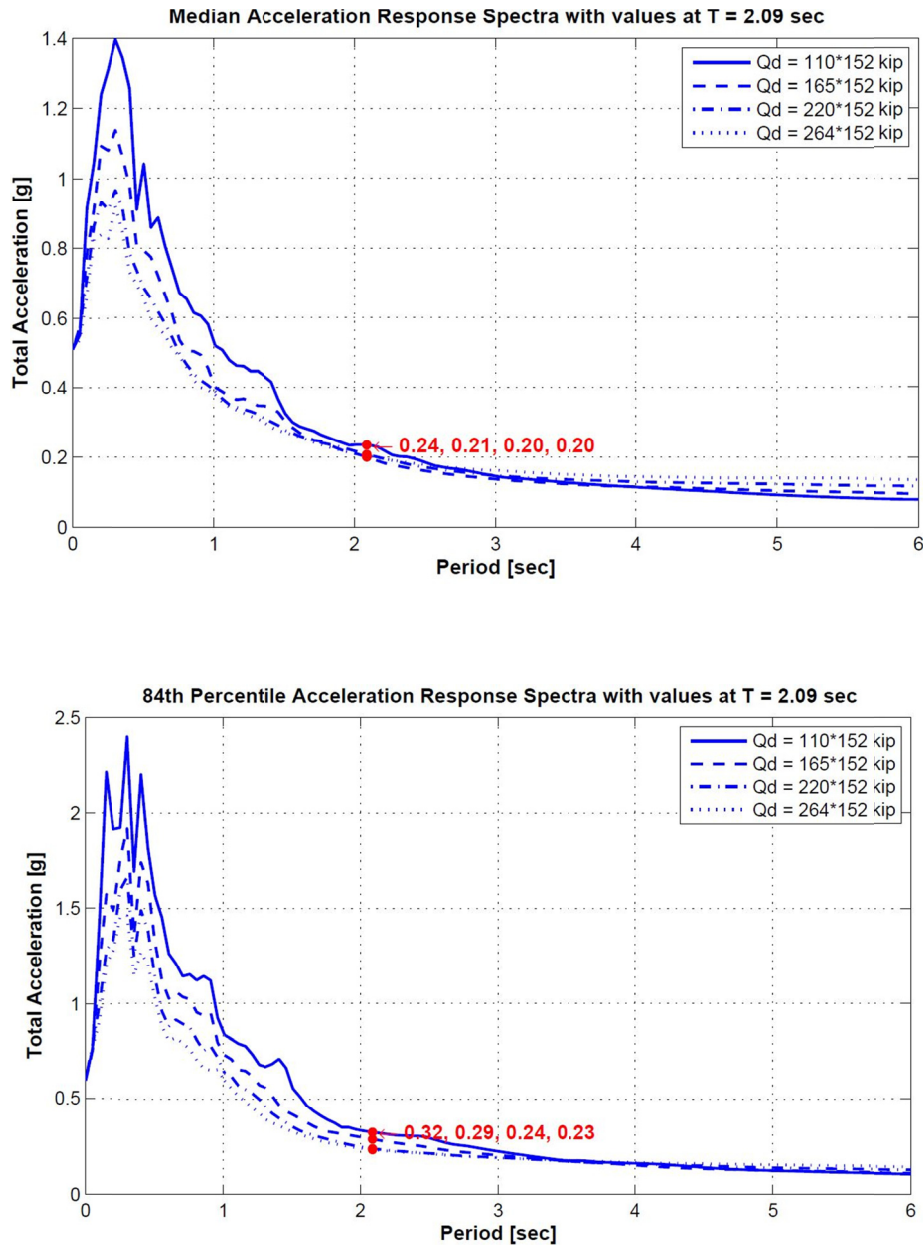 Median Acceleration Response Spectra with values at T = 2.09 sec
1.4
1.2
1
0.8
0.6
0.4
0.2
0
Total Acceleration [g]
Qd = 110*152 kip
Qd = 165*152 kip
Qd = 220*152 kip
Qd = 264*152 kip
0.24, 0.21, 0.20, 0.20
0 1 2 3 4 5 6
Period [sec]
84th Percentile Acceleration Response Spectra with values at T = 2.09 sec
2.5
2
1.5
1
0.5
0
Total Acceleration [g]
Qd = 110*152 kip
Qd = 165*152 kip
Qd = 220*152 kip
Qd = 264*152 kip
0.32, 0.29, 0.24, 0.23
0 1 2 3 4 5 6
Period [sec]